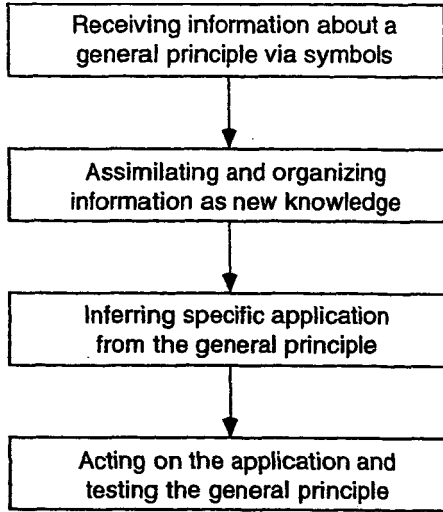 Receiving information about a
general principle via symbols
Assimilating and organizing
information as new knowledge
Inferring specific application
from the general principle
Acting on the application and
testing the general principle